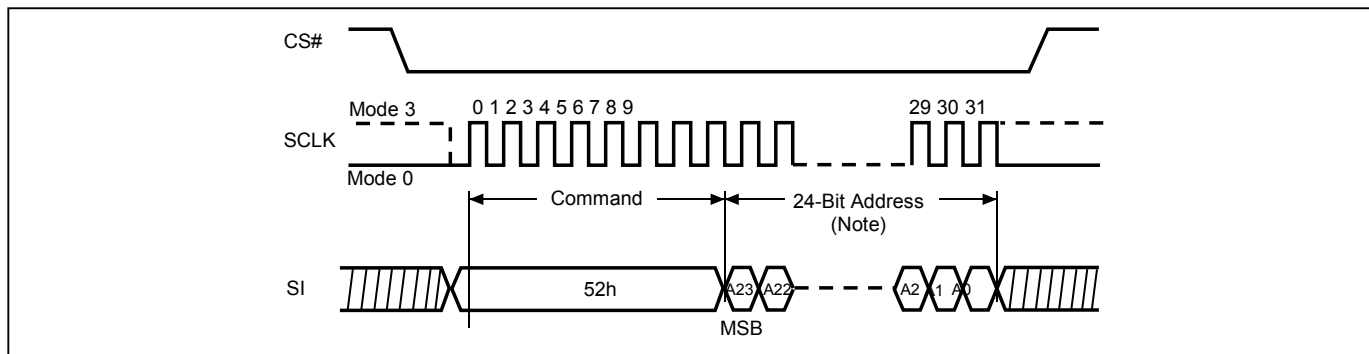 CS#
Mode 3
0 1 2 3 4 5 6 7 8 9
29 30 31
SCLK
Mode 0
Command
24-Bit Address
(Note)
SI
52h
A23
A22
A2
A1
A0
MSB